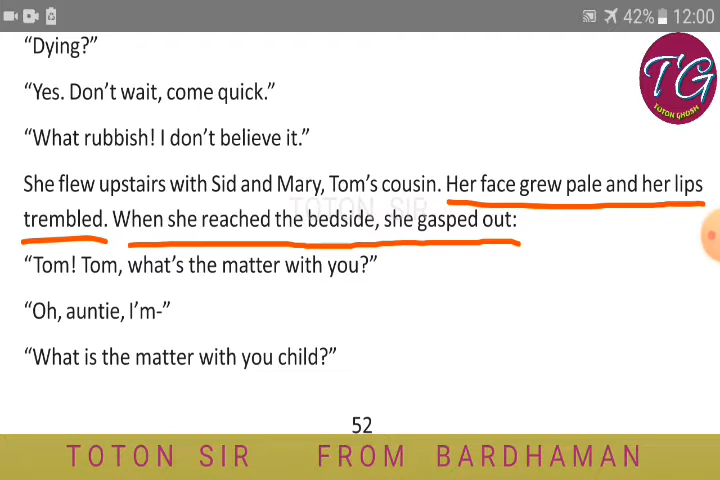 42% 12:00
T'G
TOTON GHOSH
“Dying?”
“Yes. Don’t wait, come quick.”
“What rubbish! I don’t believe it.”
She flew upstairs with Sid and Mary, Tom’s cousin. Her face grew pale and her lips
trembled. When she reached the bedside, she gasped out:
TOTON SIR
“Tom! Tom, what’s the matter with you?”
“Oh, auntie, I’m-”
“What is the matter with you child?”
52
TOTON SIR FROM BARDHAMAN